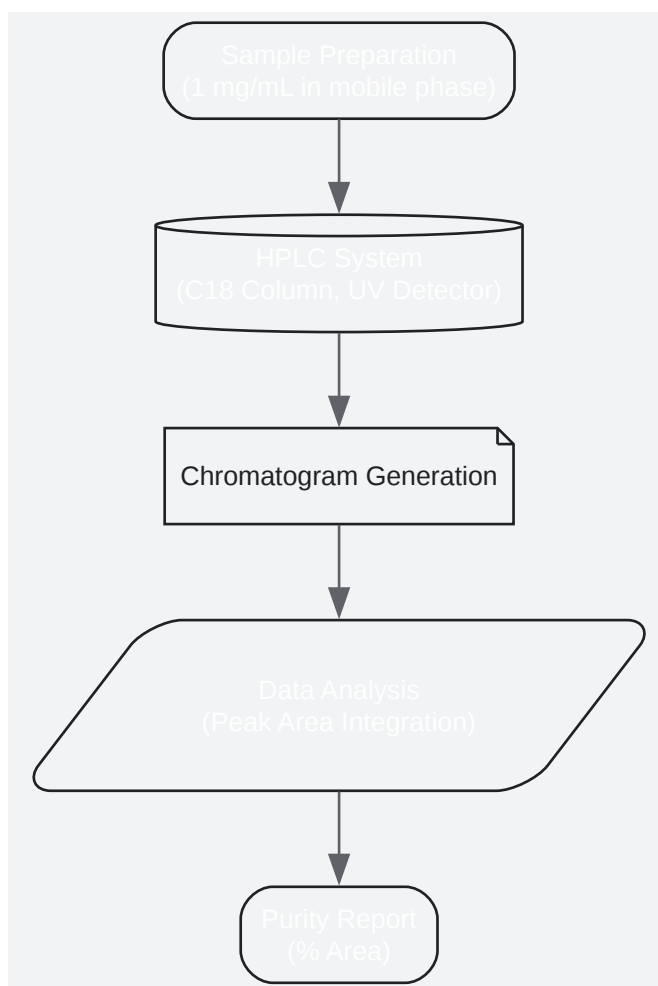 Sample Preparation
(1 mg/mL in mobile phase)
HPLC System
(C18 Column, UV Detector)
Chromatogram Generation
Data Analysis
(Peak Area Integration)
Purity Report
(% Area)